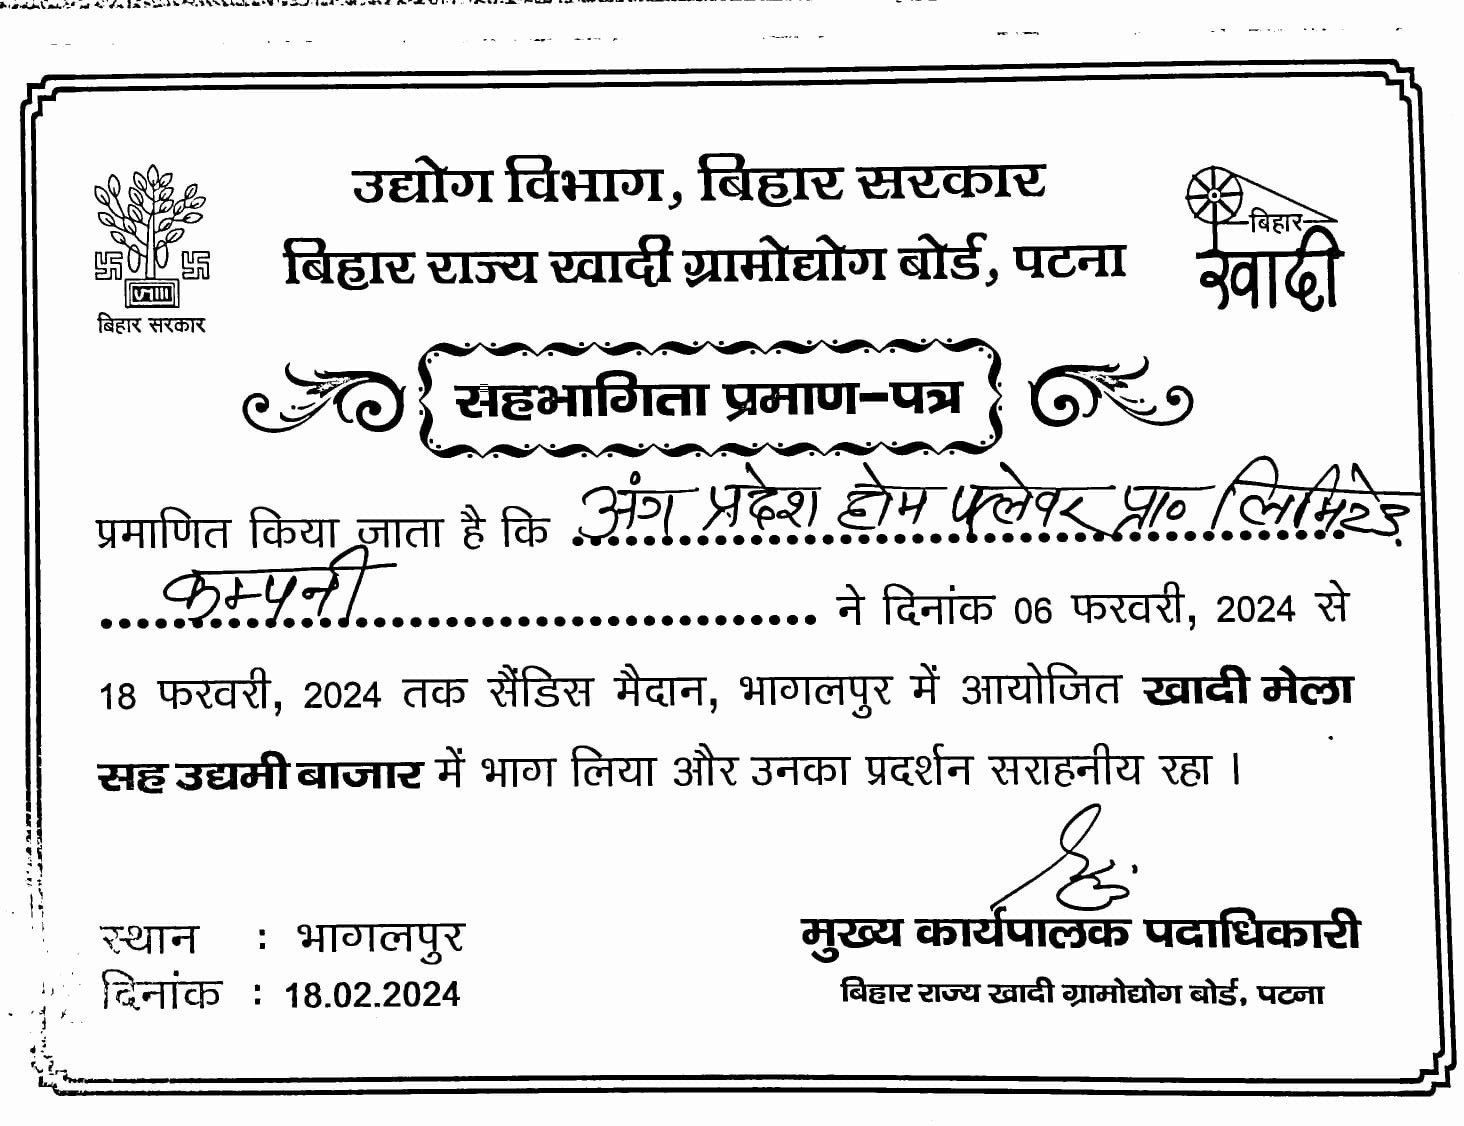 उद्योग विभाग, बिहार सरकार
बिहार राज्य खादी ग्रामोद्योग बोर्ड, पटना
बिहार सरकार
बिहार
खादी
सहभागिता प्रमाण-पत्र
प्रमाणित किया जाता है कि अंग प्रदेश होम फ्लेवर प्रा० लिमिटेड
कम्पनी ने दिनांक 06 फरवरी, 2024 से
18 फरवरी, 2024 तक सैंडिस मैदान, भागलपुर में आयोजित खादी मेला
सह उद्यमी बाजार में भाग लिया और उनका प्रदर्शन सराहनीय रहा ।
स्थान : भागलपुर
दिनांक : 18.02.2024
मुख्य कार्यपालक पदाधिकारी
बिहार राज्य खादी ग्रामोद्योग बोर्ड, पटना